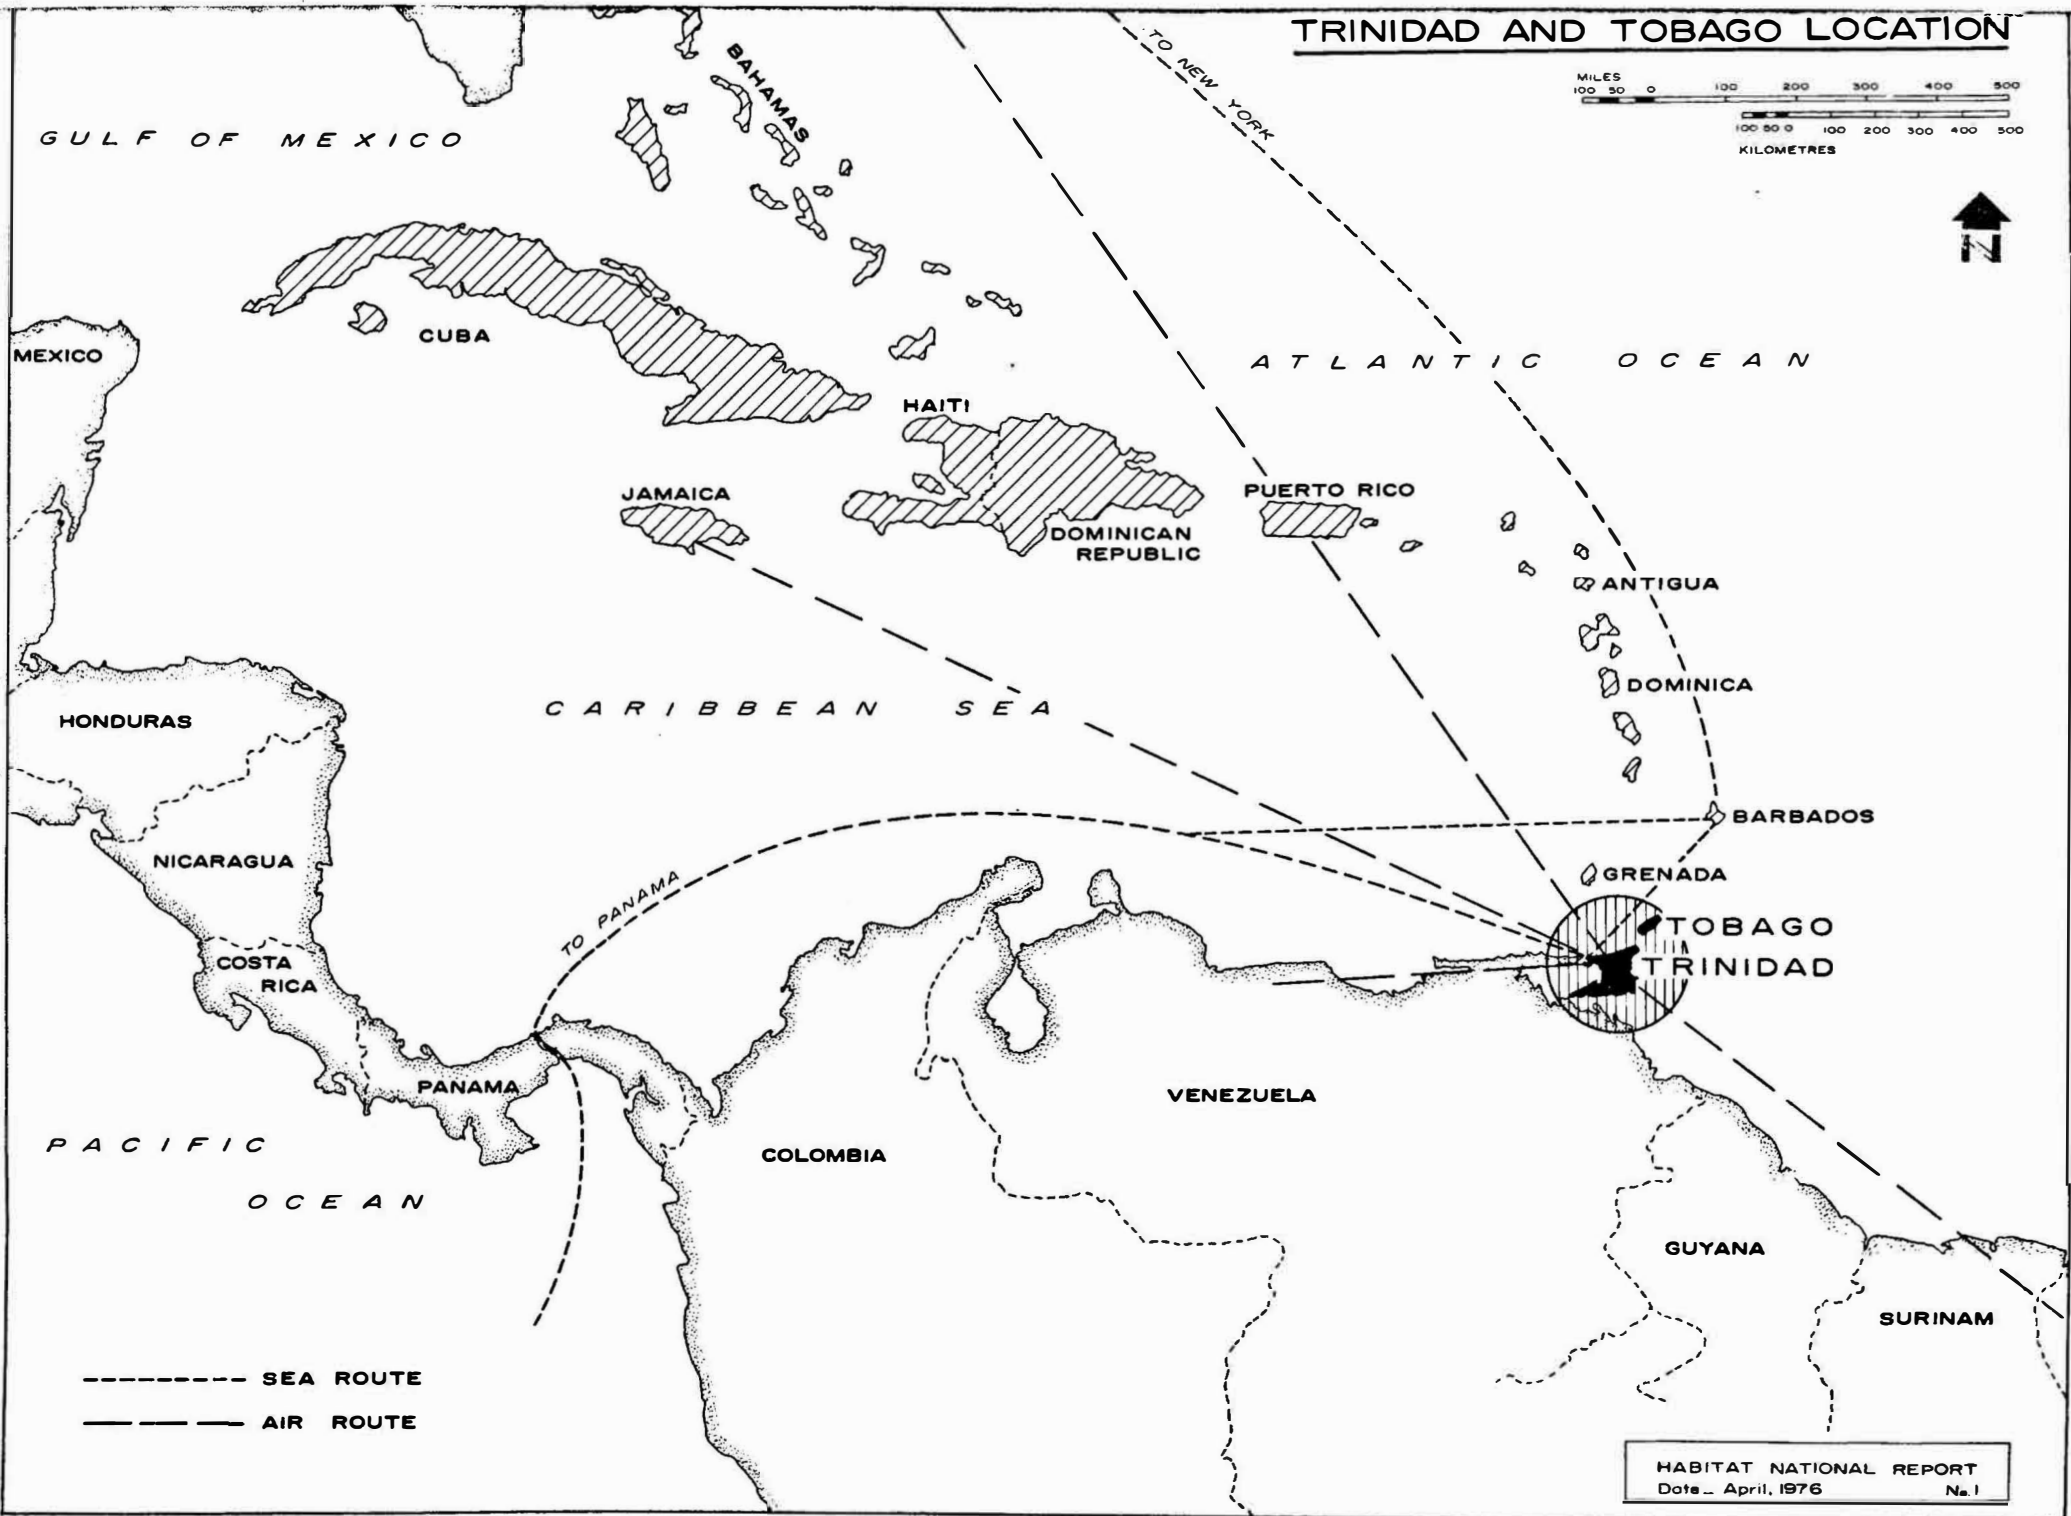 TRINIDAD AND TOBAGO LOCATION
MILES
100 50 0 100 200 300 400 500
100 50 0 100 200 300 400 500
KILOMETRES
N
TO NEW YORK
BAHAMAS
GULF OF MEXICO
CUBA
MEXICO
ATLANTIC OCEAN
HAITI
JAMAICA
PUERTO RICO
DOMINICAN
REPUBLIC
ANTIGUA
DOMINICA
CARIBBEAN SEA
HONDURAS
BARBADOS
NICARAGUA
GRENADA
TO PANAMA
TOBAGO
TRINIDAD
COSTA
RICA
PANAMA
VENEZUELA
COLOMBIA
PACIFIC
OCEAN
GUYANA
SURINAM
SEA ROUTE
AIR ROUTE
HABITAT NATIONAL REPORT
Date_ April, 1976 No. 1